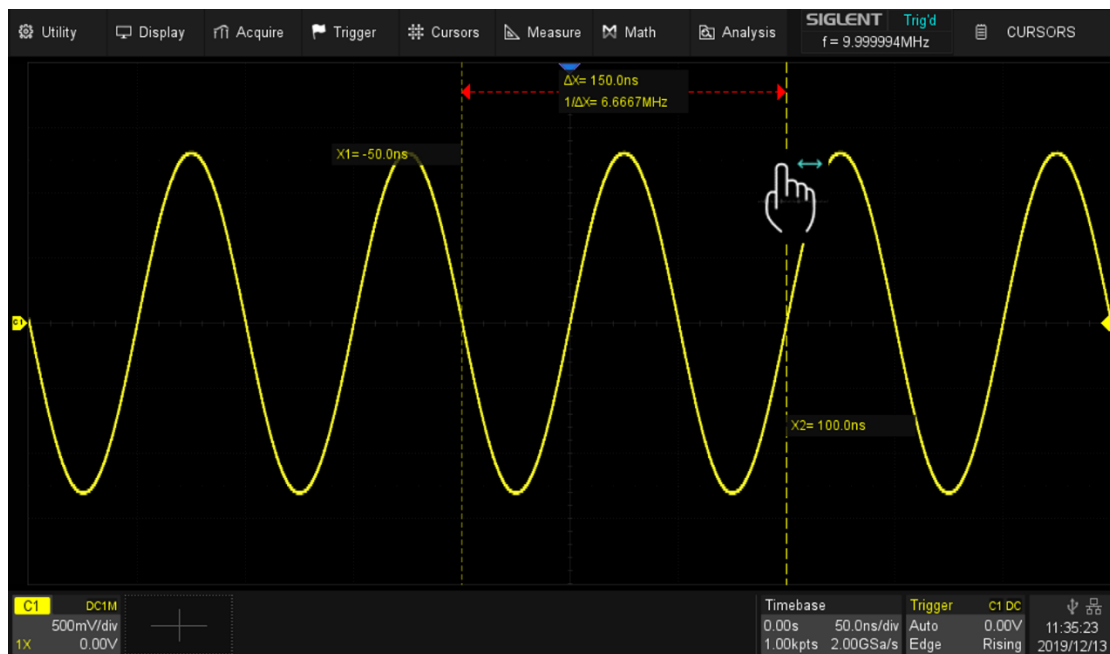 Utility Display Acquire Trigger Cursors Measure Math Analysis SIGLENT Trig'd CURSORS
f = 9.999994MHz
ΔX= 150.0ns
1/ΔX= 6.6667MHz
X1= -50.0ns
C1
X2= 100.0ns
C1 DC1M
500mV/div
1X 0.00V
Timebase
0.00s 50.0ns/div
1.00kpts 2.00GSa/s
Trigger C1 DC
Auto 0.00V
Edge Rising
11:35:23
2019/12/13